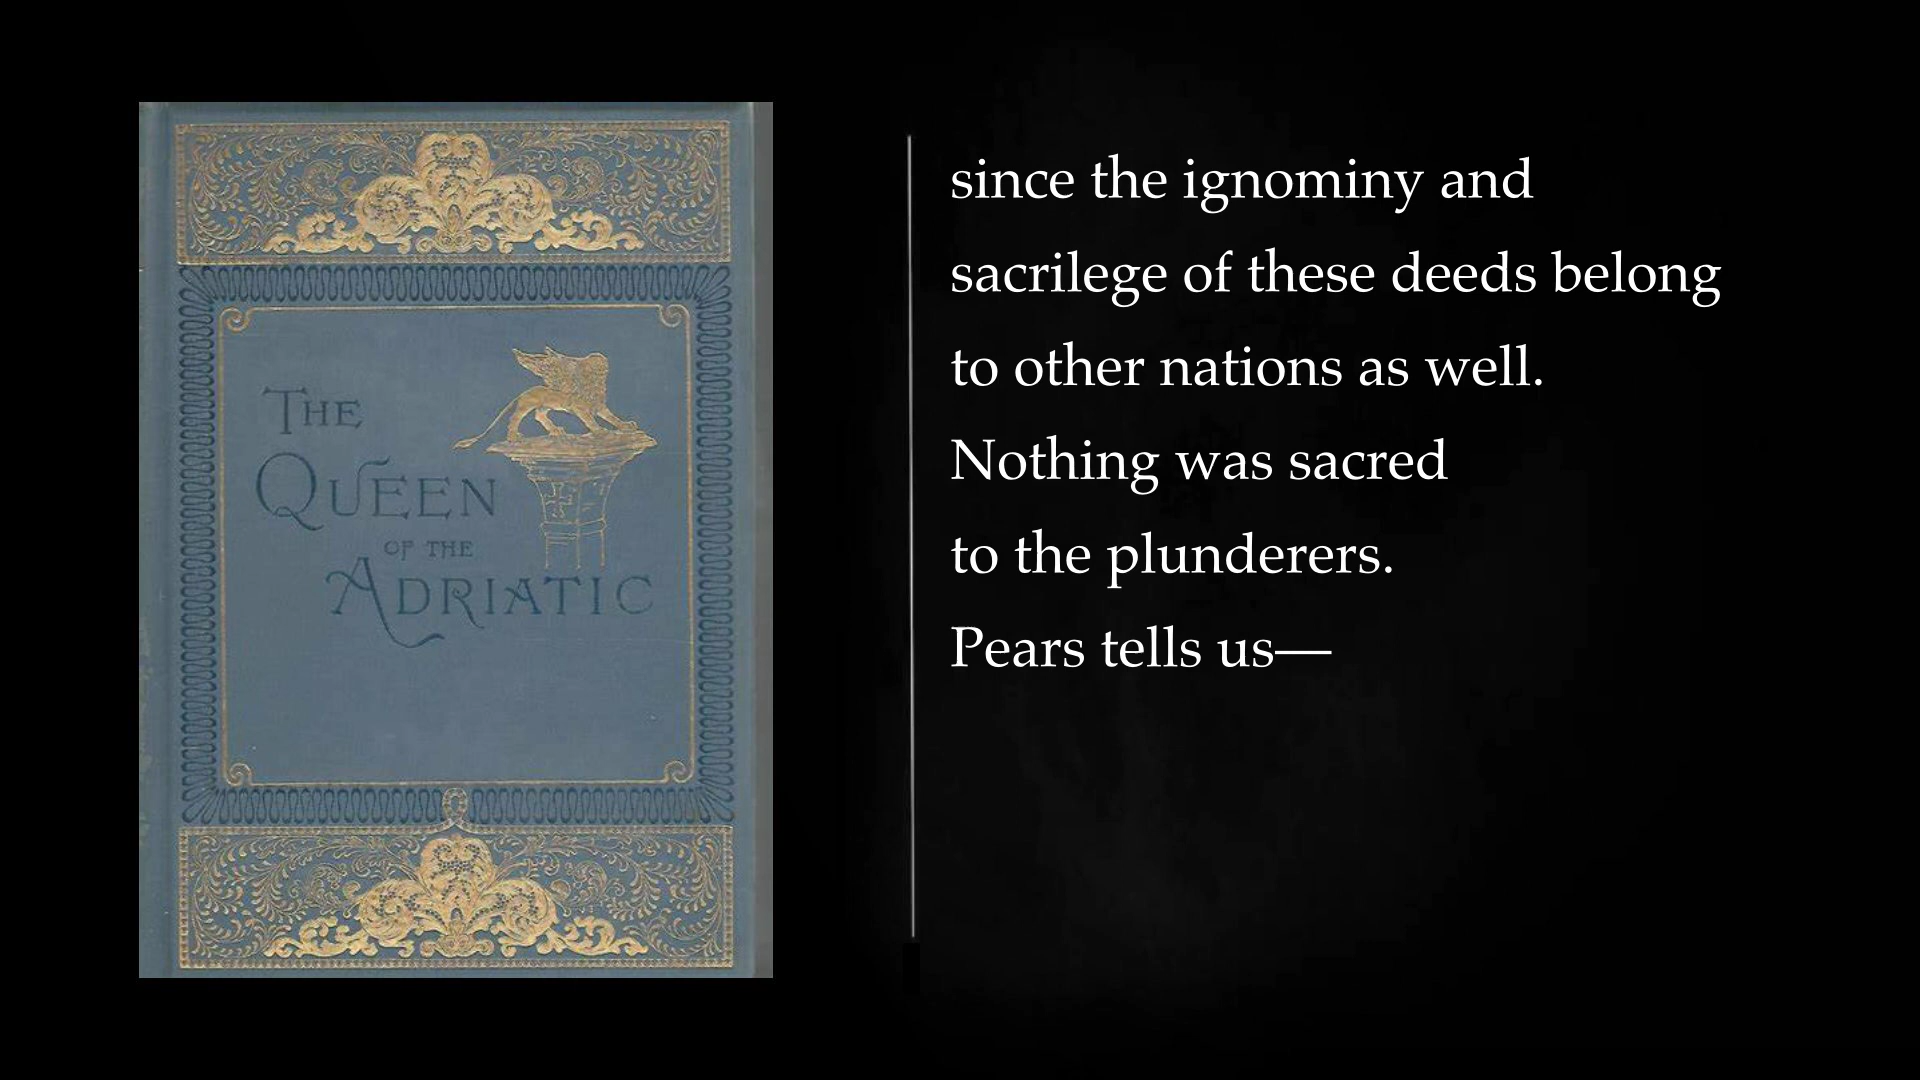 The
Queen
of the
Adriatic
since the ignominy and
sacrilege of these deeds belong
to other nations as well.
Nothing was sacred
to the plunderers.
Pears tells us—